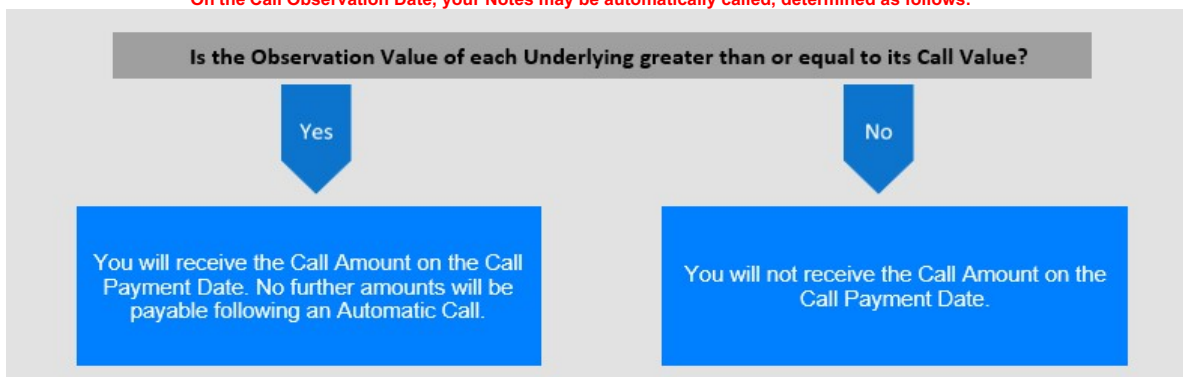 On the Call Observation Date, your Notes may be automatically called, determined as follows:
Is the Observation Value of each Underlying greater than or equal to its Call Value?
Yes
No
You will receive the Call Amount on the Call
Payment Date. No further amounts will be
payable following an Automatic Call.
You will not receive the Call Amount on the
Call Payment Date.